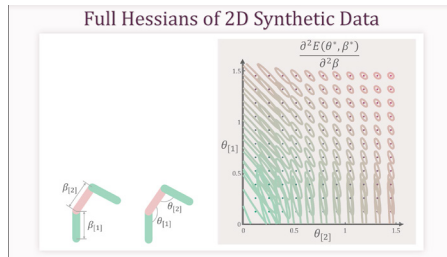 Full Hessians of 2D Synthetic Data
∂²E(θ*, β*)
∂²β
1.5
θ[1]
1
0.5
0
0
0.5
1
1.5
θ[2]
β[2]
β[1]
θ[2]
θ[1]